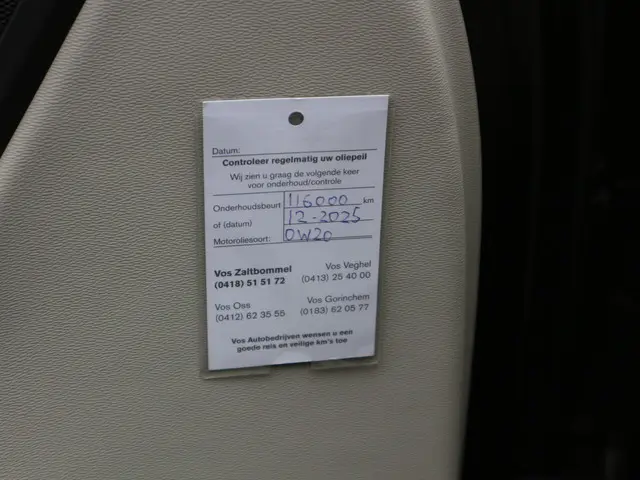 Datum:
Controleer regelmatig uw oliepeil
Wij zien u graag de volgende keer
voor onderhoud/controle
Onderhoudsbeurt 116000 km
of (datum) 12-2025
Motoroliesoort: 0W20
Vos Zaltbommel
(0418) 51 51 72
Vos Veghel
(0413) 25 40 00
Vos Oss
(0412) 62 35 55
Vos Gorinchem
(0183) 62 05 77
Vos Autobedrijven wensen u een
goede reis en veilige km's toe